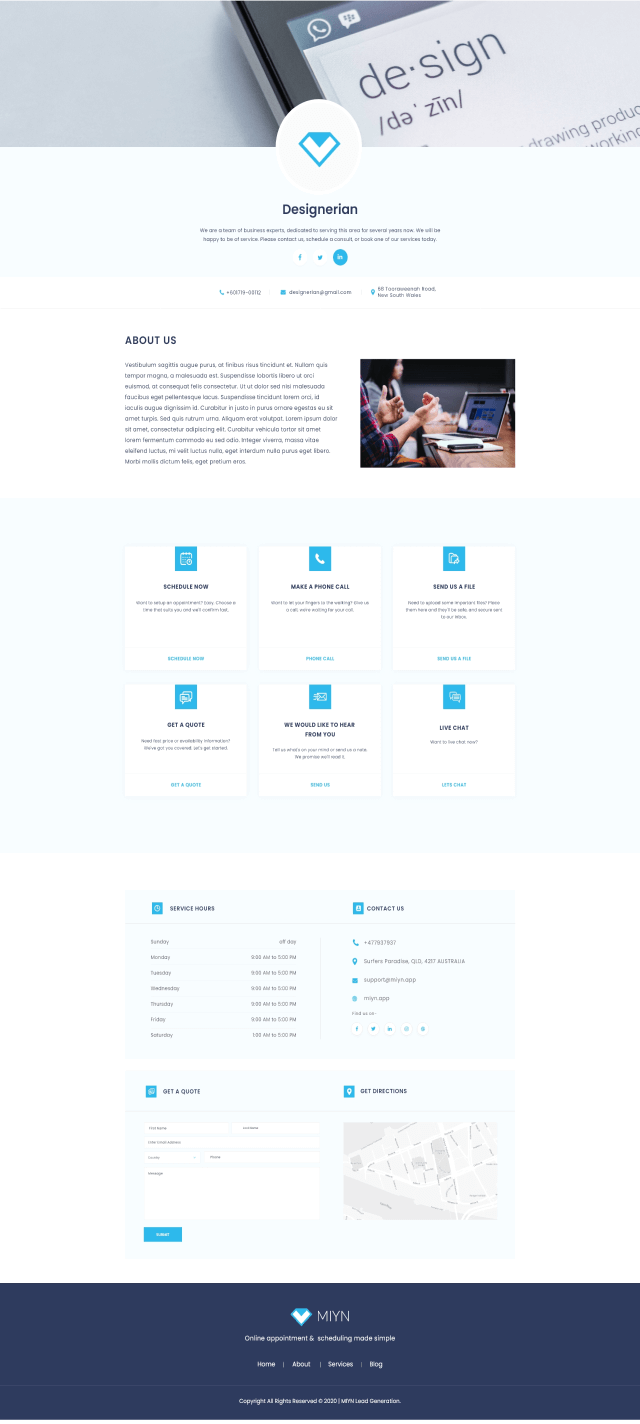 de·sign
/dəˈ zīn/
drawing produc
workin
Designerian
We are a team of business experts, dedicated to serving this area for several years now. We will be
happy to be of service. Please contact us, schedule a consult, or book one of our services today.
+601719-00112
designerian@gmail.com
58 Toorawaenah Road,
New South Wales
ABOUT US
Vestibulum sagittis augue purus, at finibus risus tincidunt et. Nullam quis
tempor magna, a malesuada est. Suspendisse lobortis libero ut orci
euismod, at consequat felis consectetur. Ut ut dolor sed nisi malesuada
faucibus eget pellentesque lacus. Suspendisse tincidunt lorem orci, id
iaculis augue dignissim id. Curabitur in justo in purus ornare egestas eu sit
amet turpis. Sed quis rutrum urna. Aliquam erat volutpat. Lorem ipsum dolor
sit amet, consectetur adipiscing elit. Curabitur vehicula tortor sit amet
lorem fermentum commodo eu sed odio. Integer viverra, massa vitae
eleifend luctus, mi velit luctus nulla, eget interdum nulla purus eget libero.
Morbi mollis dictum felis, eget pretium eros.
SCHEDULE NOW
Want to setup an appointment? Easy. Choose a
time that suits you and we'll confirm fast.
SCHEDULE NOW
MAKE A PHONE CALL
Want to let your fingers to the walking? Give us
a call, we're waiting for your call.
PHONE CALL
SEND US A FILE
Need to upload some important files? Place
them here and they'll be safe, and secure sent
to our inbox.
SEND US A FILE
GET A QUOTE
Need fast price or availability information?
We've got you covered. Let's get started.
GET A QUOTE
WE WOULD LIKE TO HEAR
FROM YOU
Tell us what's on your mind or send us a note.
We promise we'll read it.
SEND US
LIVE CHAT
Want to live chat now?
LETS CHAT
SERVICE HOURS
Sunday off day
Monday 9:00 AM to 5:00 PM
Tuesday 9:00 AM to 5:00 PM
Wednesday 9:00 AM to 5:00 PM
Thursday 9:00 AM to 5:00 PM
Friday 9:00 AM to 5:00 PM
Saturday 1:00 AM to 5:00 PM
CONTACT US
+477837937
Surfers Paradise, QLD, 4217 AUSTRALIA
support@miyn.app
miyn.app
Find us on :
GET A QUOTE
First Name
Last Name
Enter Email Address
Country
Phone
Message
SUBMIT
GET DIRECTIONS
MIYN
Online appointment & scheduling made simple
Home | About | Services | Blog
Copyright All Rights Reserved © 2020 | MIYN Lead Generation.